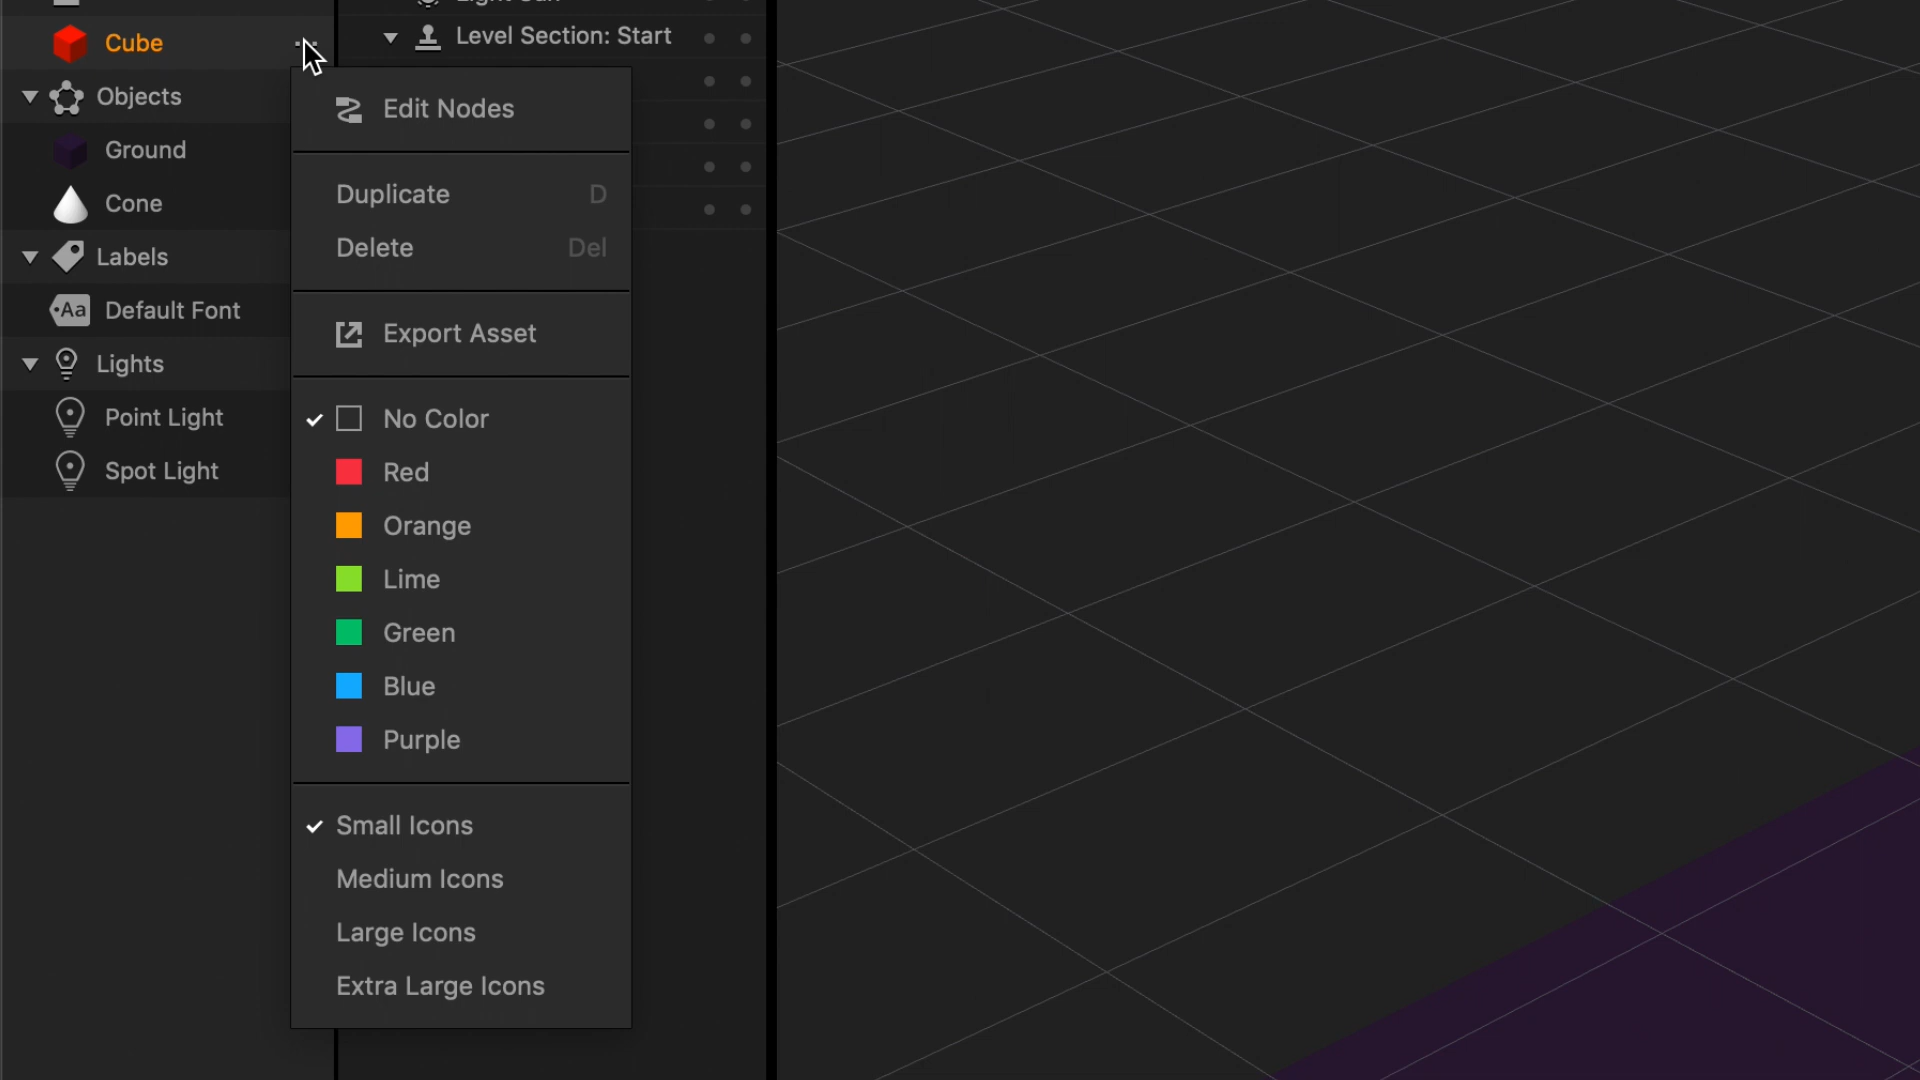 Cube
Objects
Ground
Cone
Labels
Aa Default Font
Lights
Point Light
Spot Light
Level Section: Start
Edit Nodes
Duplicate D
Delete Del
Export Asset
No Color
Red
Orange
Lime
Green
Blue
Purple
Small Icons
Medium Icons
Large Icons
Extra Large Icons